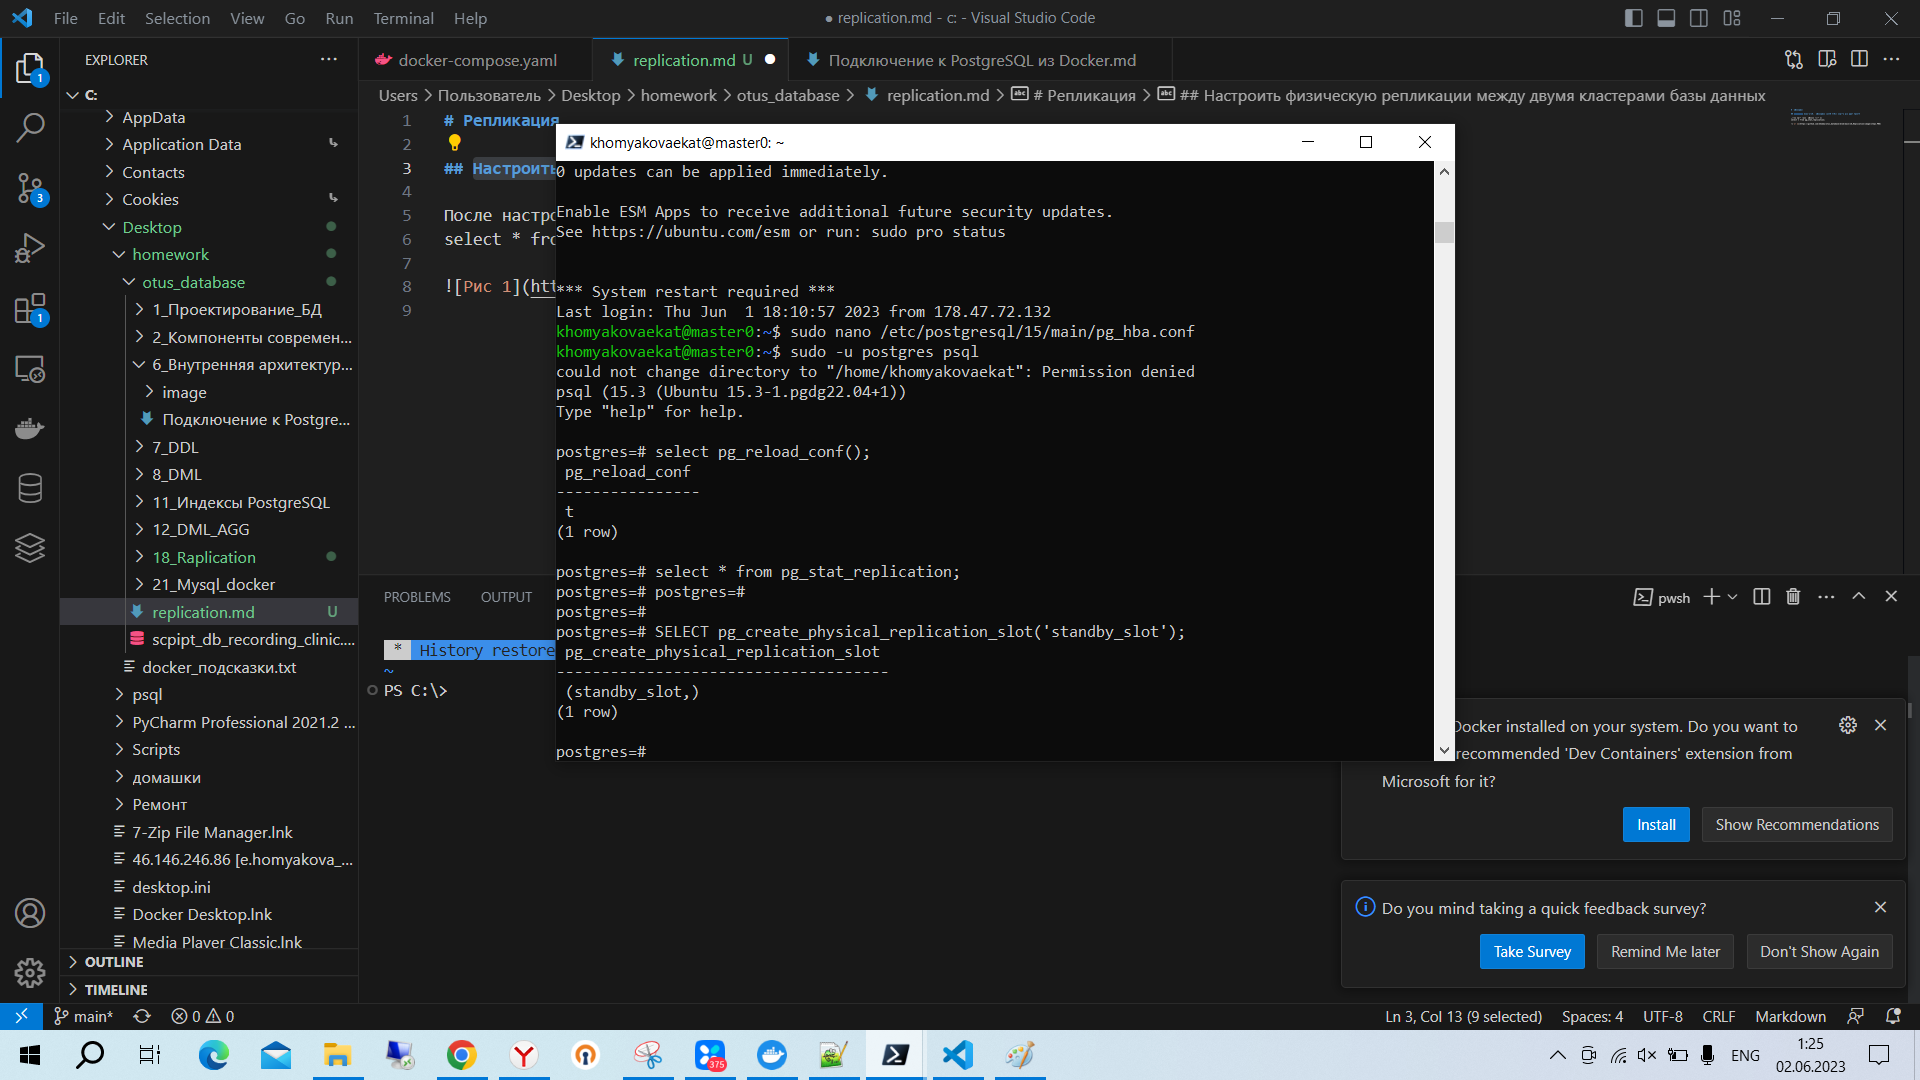 File Edit Selection View Go Run Terminal Help
● replication.md - c: - Visual Studio Code
EXPLORER
docker-compose.yaml
replication.md U
Подключение к PostgreSQL из Docker.md
C:
Users > Пользователь > Desktop > homework > otus_database > replication.md > # Репликация > ## Настроить физическую репликации между двумя кластерами базы данных
AppData
Application Data
Contacts
Cookies
Desktop
homework
otus_database
1_Проектирование_БД
2_Компоненты современ...
6_Внутренняя архитектур...
image
Подключение к Postgre...
7_DDL
8_DML
11_Индексы PostgreSQL
12_DML_AGG
18_Raplication
21_Mysql_docker
replication.md U
scpipt_db_recording_clinic....
docker_подсказки.txt
psql
PyCharm Professional 2021.2 ...
Scripts
домашки
Ремонт
7-Zip File Manager.lnk
46.146.246.86 [e.homyakova_...
desktop.ini
Docker Desktop.lnk
Media Player Classic.lnk
OUTLINE
TIMELINE
1 # Репликация
2
3 ## Настроить
4
5 После настро
6 select * fro
7
8 ![Рис 1](htt
9
khomyakovaekat@master0: ~
0 updates can be applied immediately.
Enable ESM Apps to receive additional future security updates.
See https://ubuntu.com/esm or run: sudo pro status
*** System restart required ***
Last login: Thu Jun  1 18:10:57 2023 from 178.47.72.132
khomyakovaekat@master0:~$ sudo nano /etc/postgresql/15/main/pg_hba.conf
khomyakovaekat@master0:~$ sudo -u postgres psql
could not change directory to "/home/khomyakovaekat": Permission denied
psql (15.3 (Ubuntu 15.3-1.pgdg22.04+1))
Type "help" for help.
postgres=# select pg_reload_conf();
pg_reload_conf
----------------
t
(1 row)
postgres=# select * from pg_stat_replication;
postgres=# postgres=#
postgres=#
postgres=# SELECT pg_create_physical_replication_slot('standby_slot');
pg_create_physical_replication_slot
-------------------------------------
(standby_slot,)
(1 row)
postgres=#
PROBLEMS OUTPUT
pwsh
* History restore
~
PS C:\>
Docker installed on your system. Do you want to
recommended 'Dev Containers' extension from
Microsoft for it?
Install
Show Recommendations
Do you mind taking a quick feedback survey?
Take Survey
Remind Me later
Don't Show Again
1
3
1
main* 0 0
Ln 3, Col 13 (9 selected) Spaces: 4 UTF-8 CRLF Markdown
375
ENG
1:25
02.06.2023